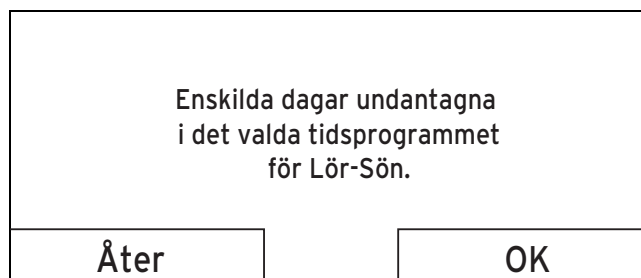 Enskilda dagar undantagna
i det valda tidsprogrammet
för Lör-Sön.
Åter
OK